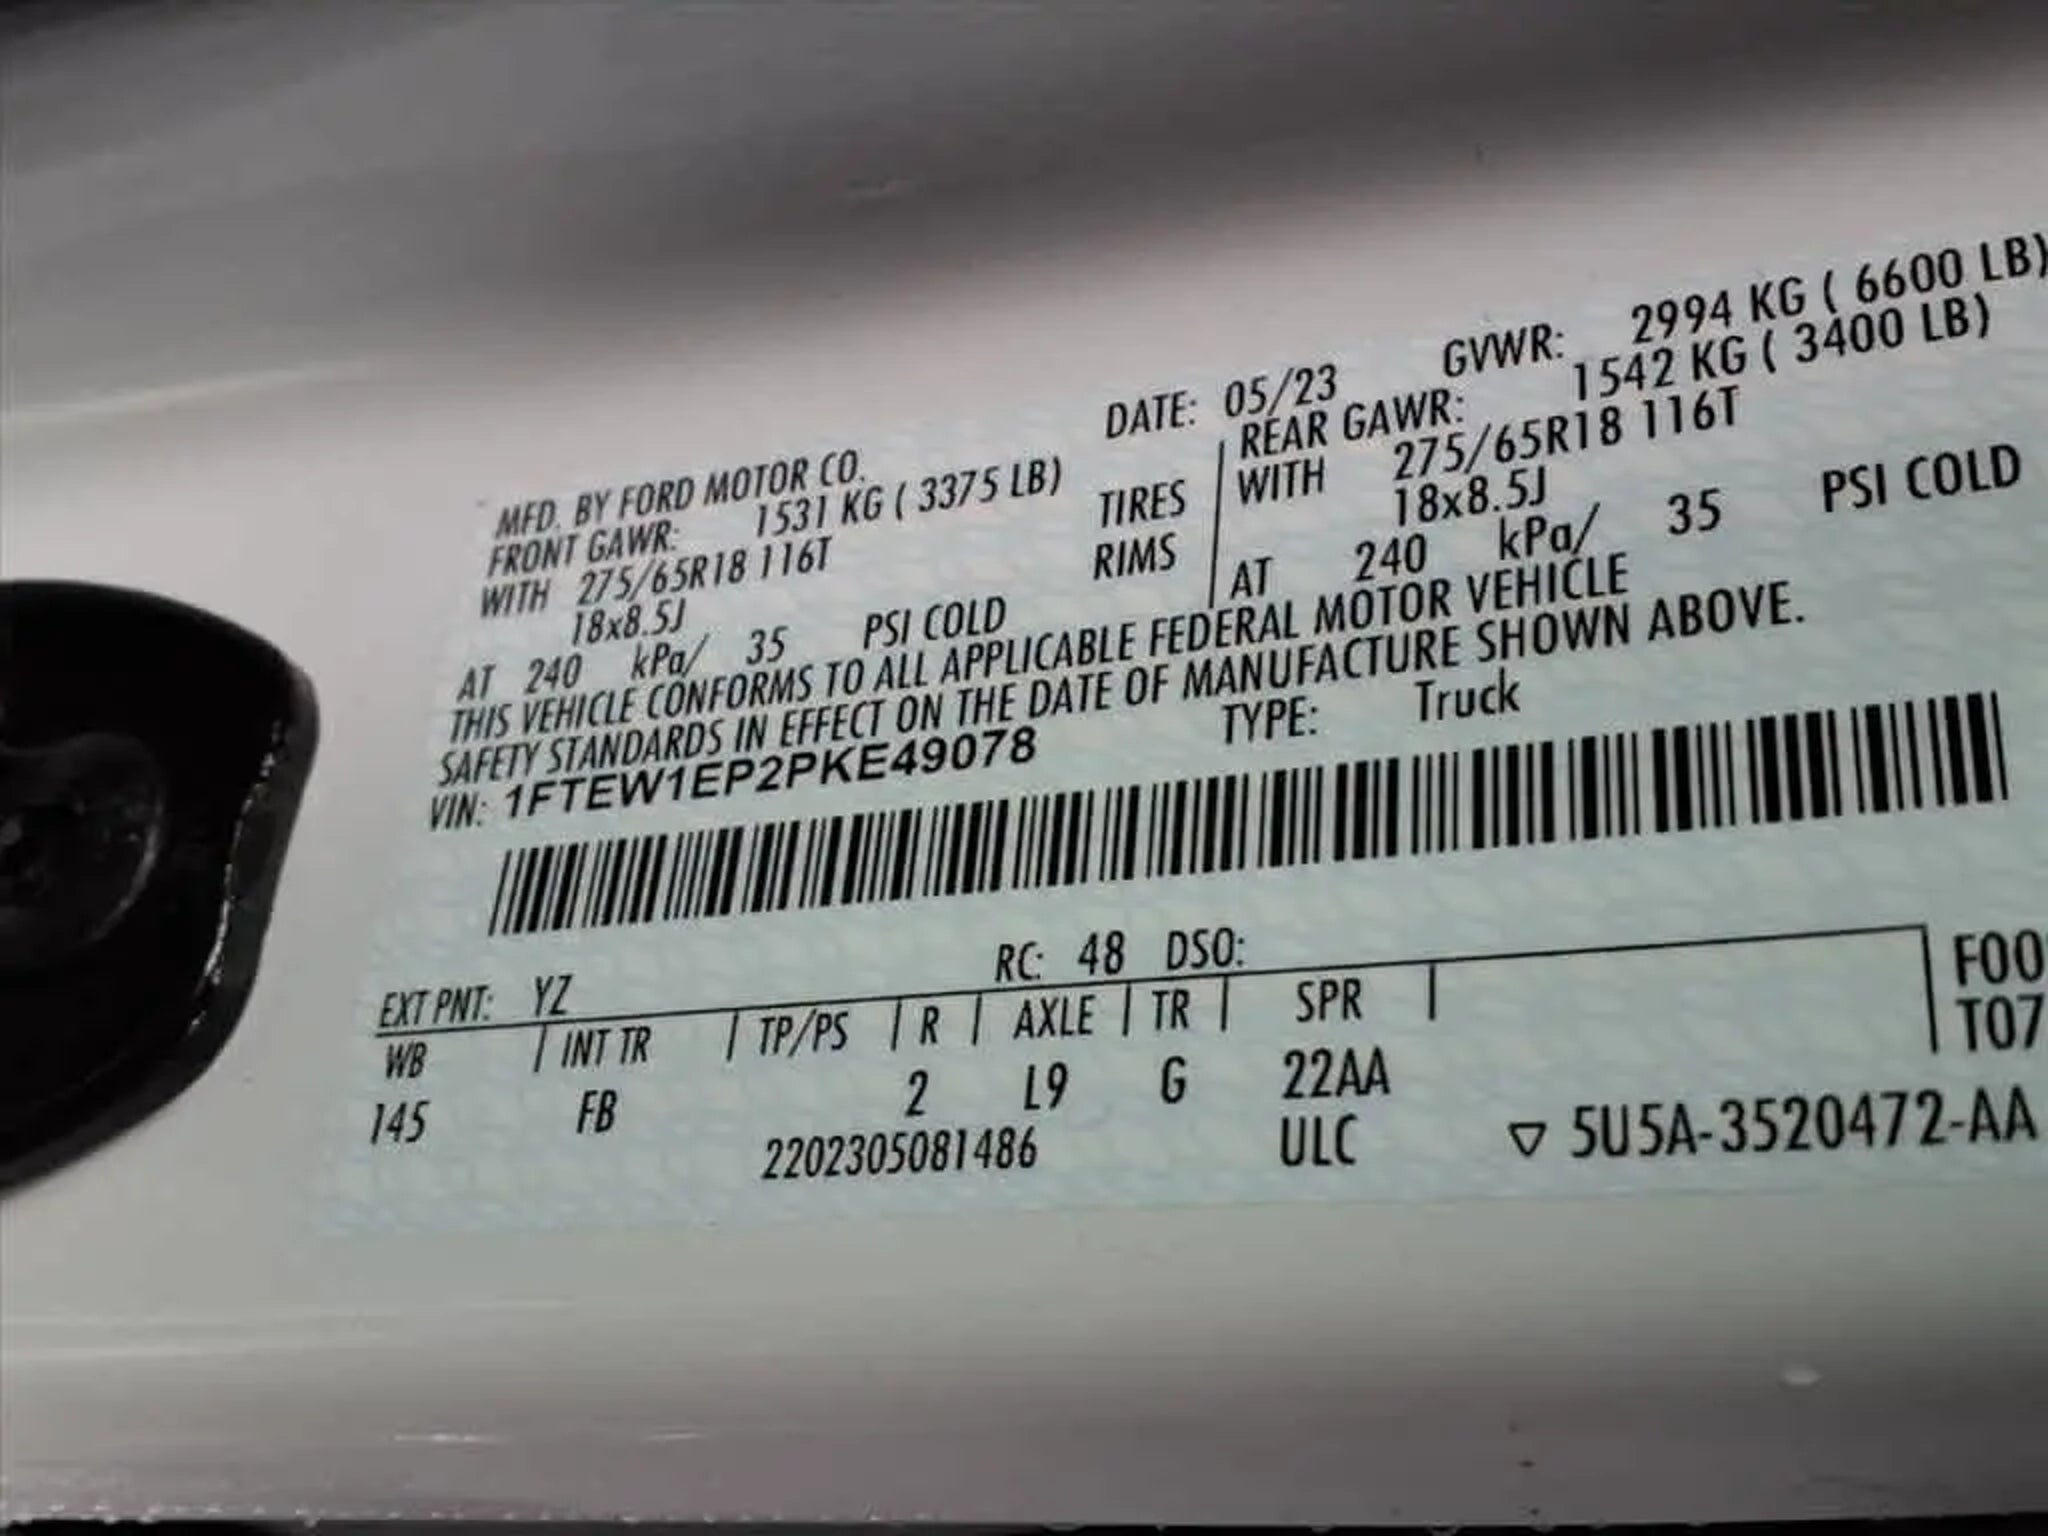 DATE: 05/23 GVWR: 2994 KG ( 6600 LB)
MFD. BY FORD MOTOR CO.
FRONT GAWR: 1531 KG ( 3375 LB) REAR GAWR: 1542 KG ( 3400 LB)
WITH 275/65R18 116T TIRES WITH 275/65R18 116T
18x8.5J RIMS 18x8.5J
AT 240 kPa/ 35 PSI COLD AT 240 kPa/ 35 PSI COLD
THIS VEHICLE CONFORMS TO ALL APPLICABLE FEDERAL MOTOR VEHICLE
SAFETY STANDARDS IN EFFECT ON THE DATE OF MANUFACTURE SHOWN ABOVE.
VIN: 1FTEW1EP2PKE49078 TYPE: Truck
EXT PNT: YZ RC: 48 DSO:
WB | INT TR | TP/PS | R | AXLE | TR | SPR |
145 FB 2 L9 G 22AA
2202305081486 ULC ▽ 5U5A-3520472-AA
F00
T07